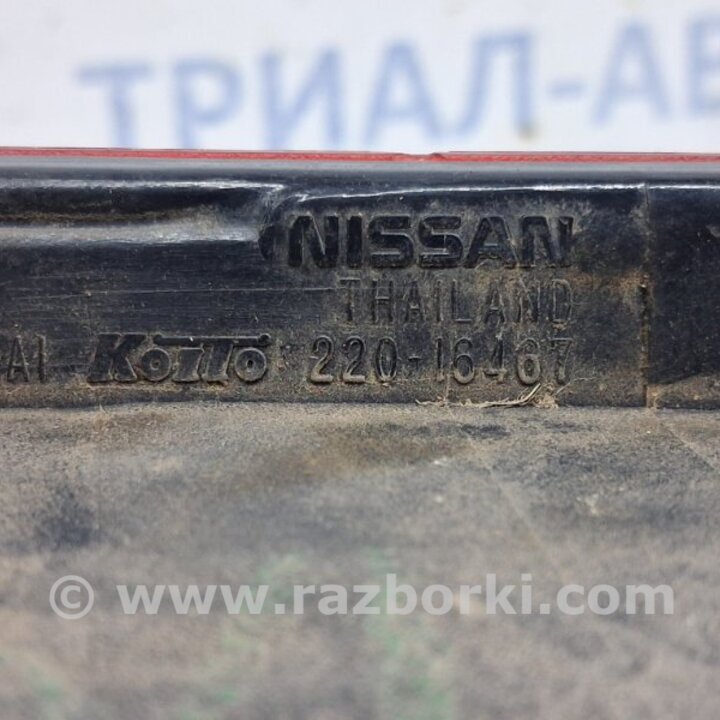 ТРИАЛ-АВ
NISSAN
THAILAND
AI KOITO 220-16467
© www.razborki.com